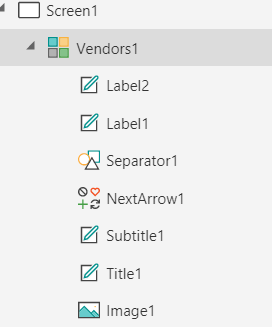 Screen1
Vendors1
Label2
Label1
Separator1
NextArrow1
Subtitle1
Title1
Image1